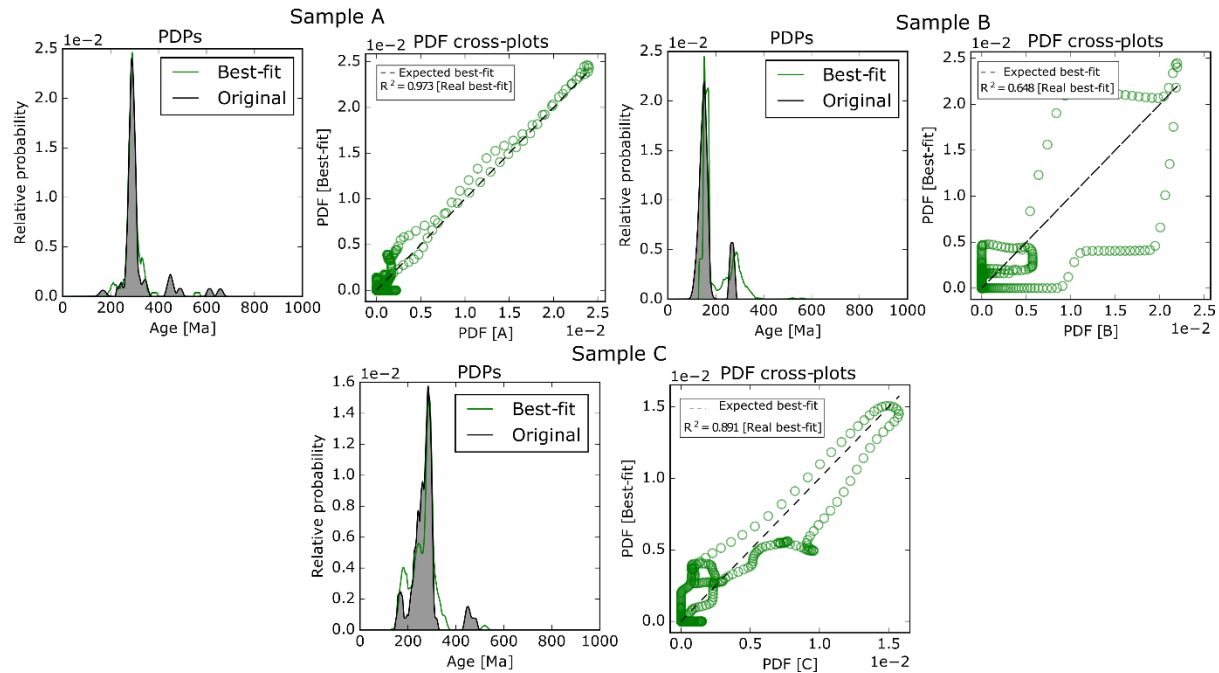 Sample A
PDPs
1e−2
2.5
2.0
1.5
1.0
0.5
0.0
0 200 400 600 800 1000
Relative probability
Age [Ma]
Best-fit
Original
PDF cross-plots
1e−2
2.5
2.0
1.5
1.0
0.5
0.0
0.0 0.5 1.0 1.5 2.0 2.5
1e−2
PDF [Best-fit]
PDF [A]
Expected best-fit
R² = 0.973 [Real best-fit]
Sample B
PDPs
1e−2
2.5
2.0
1.5
1.0
0.5
0.0
0 200 400 600 800 1000
Relative probability
Age [Ma]
Best-fit
Original
PDF cross-plots
1e−2
2.5
2.0
1.5
1.0
0.5
0.0
0.0 0.5 1.0 1.5 2.0 2.5
1e−2
PDF [Best-fit]
PDF [B]
Expected best-fit
R² = 0.648 [Real best-fit]
Sample C
PDPs
1e−2
1.6
1.4
1.2
1.0
0.8
0.6
0.4
0.2
0.0
0 200 400 600 800 1000
Relative probability
Age [Ma]
Best-fit
Original
PDF cross-plots
1e−2
1.5
1.0
0.5
0.0
0.0 0.5 1.0 1.5
1e−2
PDF [Best-fit]
PDF [C]
Expected best-fit
R² = 0.891 [Real best-fit]